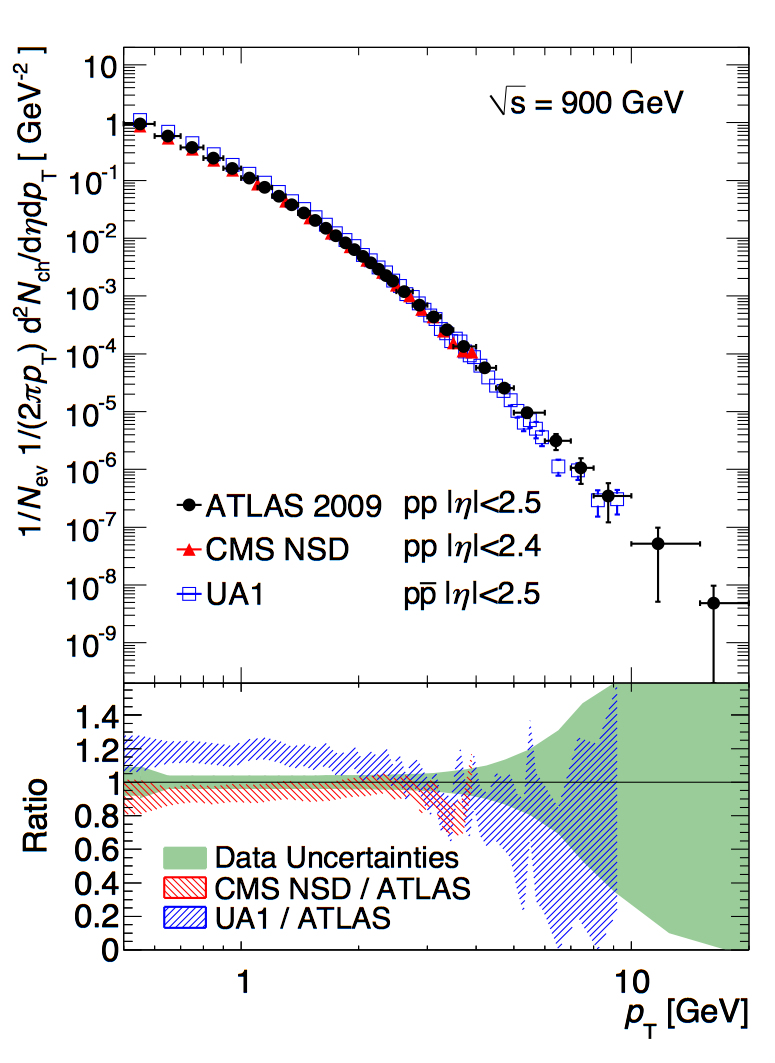 1/N_ev 1/(2πp_T) d²N_ch/dηdp_T [ GeV⁻² ]
√s = 900 GeV
10
1
10⁻¹
10⁻²
10⁻³
10⁻⁴
10⁻⁵
10⁻⁶
10⁻⁷
10⁻⁸
10⁻⁹
ATLAS 2009 pp |η|<2.5
CMS NSD pp |η|<2.4
UA1 pp̅ |η|<2.5
Ratio
1.4
1.2
1
0.8
0.6
0.4
0.2
0
Data Uncertainties
CMS NSD / ATLAS
UA1 / ATLAS
1 10
p_T [GeV]